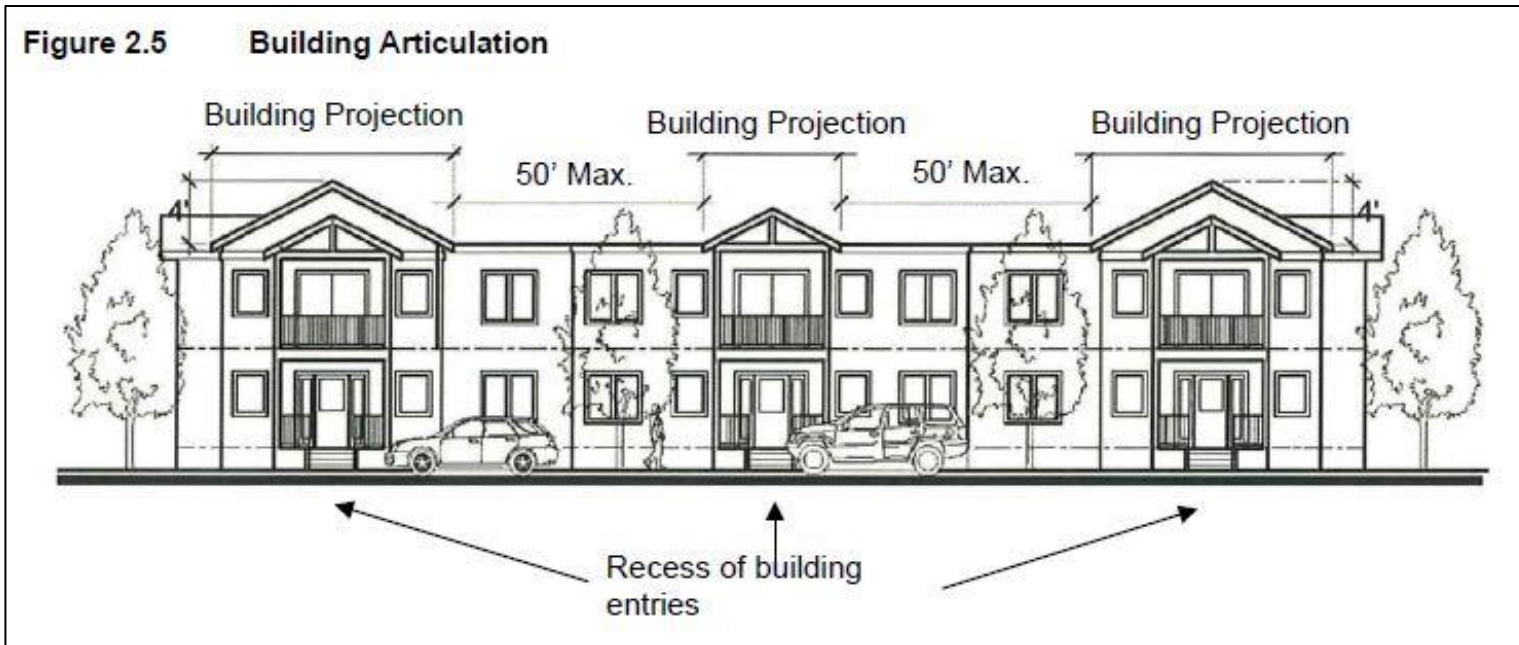 Figure 2.5 Building Articulation
Building Projection
Building Projection
Building Projection
50’ Max.
50’ Max.
4'
4'
Recess of building
entries